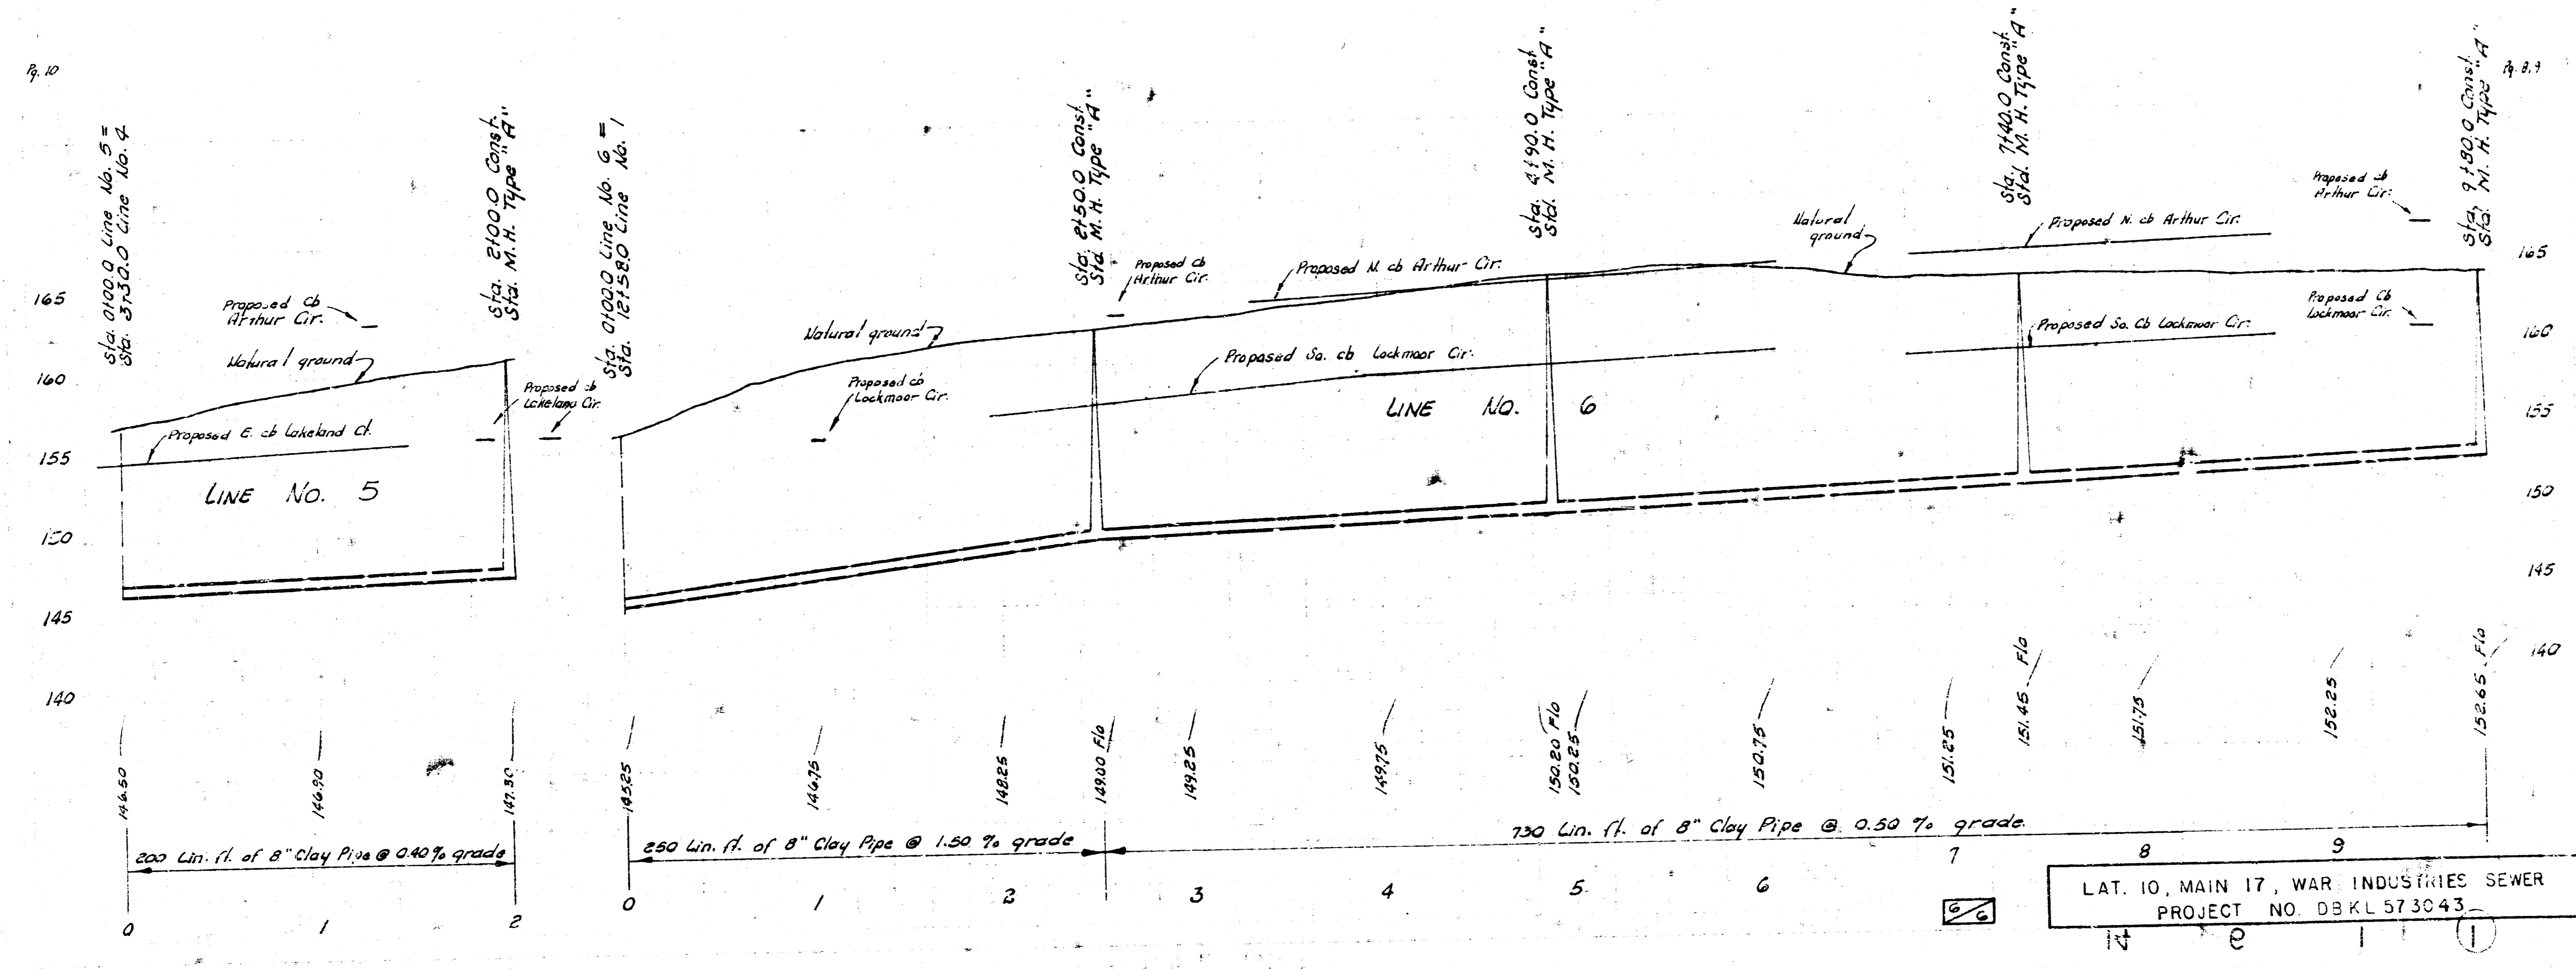 Pg. 10
Pg. 8,9
Sta. 0+00.0 Line No. 5 =
Sta. 3+30.0 Line No. 4
Sta. 2+00.0 Const.
Std. M.H. Type "A"
Sta. 0+00.0 Line No. 6 =
Sta. 12+58.0 Line No. 1
Sta. 2+50.0 Const.
Std. M. H. Type "A"
Sta. 4+90.0 Const
Std. M. H. Type "A"
Sta. 7+40.0 Const.
Std. M. H. Type "A"
Sta. 9+80.0 Const.
Std. M. H. Type "A"
Proposed cb
Arthur Cir.
Natural
ground
Proposed N. cb Arthur Cir.
165
165
Proposed Cb
Arthur Cir.
Proposed cb
Arthur Cir.
Proposed N. cb Arthur Cir.
Proposed Cb
Lockmoor Cir.
Natural ground
Natural ground
Proposed So. cb Lockmoor Cir.
Proposed So. Cb Lockmoor Cir.
160
160
Proposed cb
Lakeland Cir.
Proposed cb
Lockmoor Cir.
LINE NO. 6
155
155
Proposed E. cb Lakeland Ct.
LINE NO. 5
150
150
145
145
140
140
146.50
146.90
147.30
145.25
146.75
148.25
149.00 Flo
149.25
149.75
150.20 Flo
150.25
150.75
151.25
151.45 Flo
151.75
152.25
152.65 Flo
200 Lin. ft. of 8" Clay Pipe @ 0.40% grade
250 Lin. ft. of 8" Clay Pipe @ 1.50 % grade
730 Lin. ft. of 8" Clay Pipe @ 0.50 % grade.
0 1 2
0 1 2 3 4 5 6 7 8 9
6/6
LAT. 10, MAIN 17, WAR INDUSTRIES SEWER
PROJECT NO. DBKL 573043
1
1